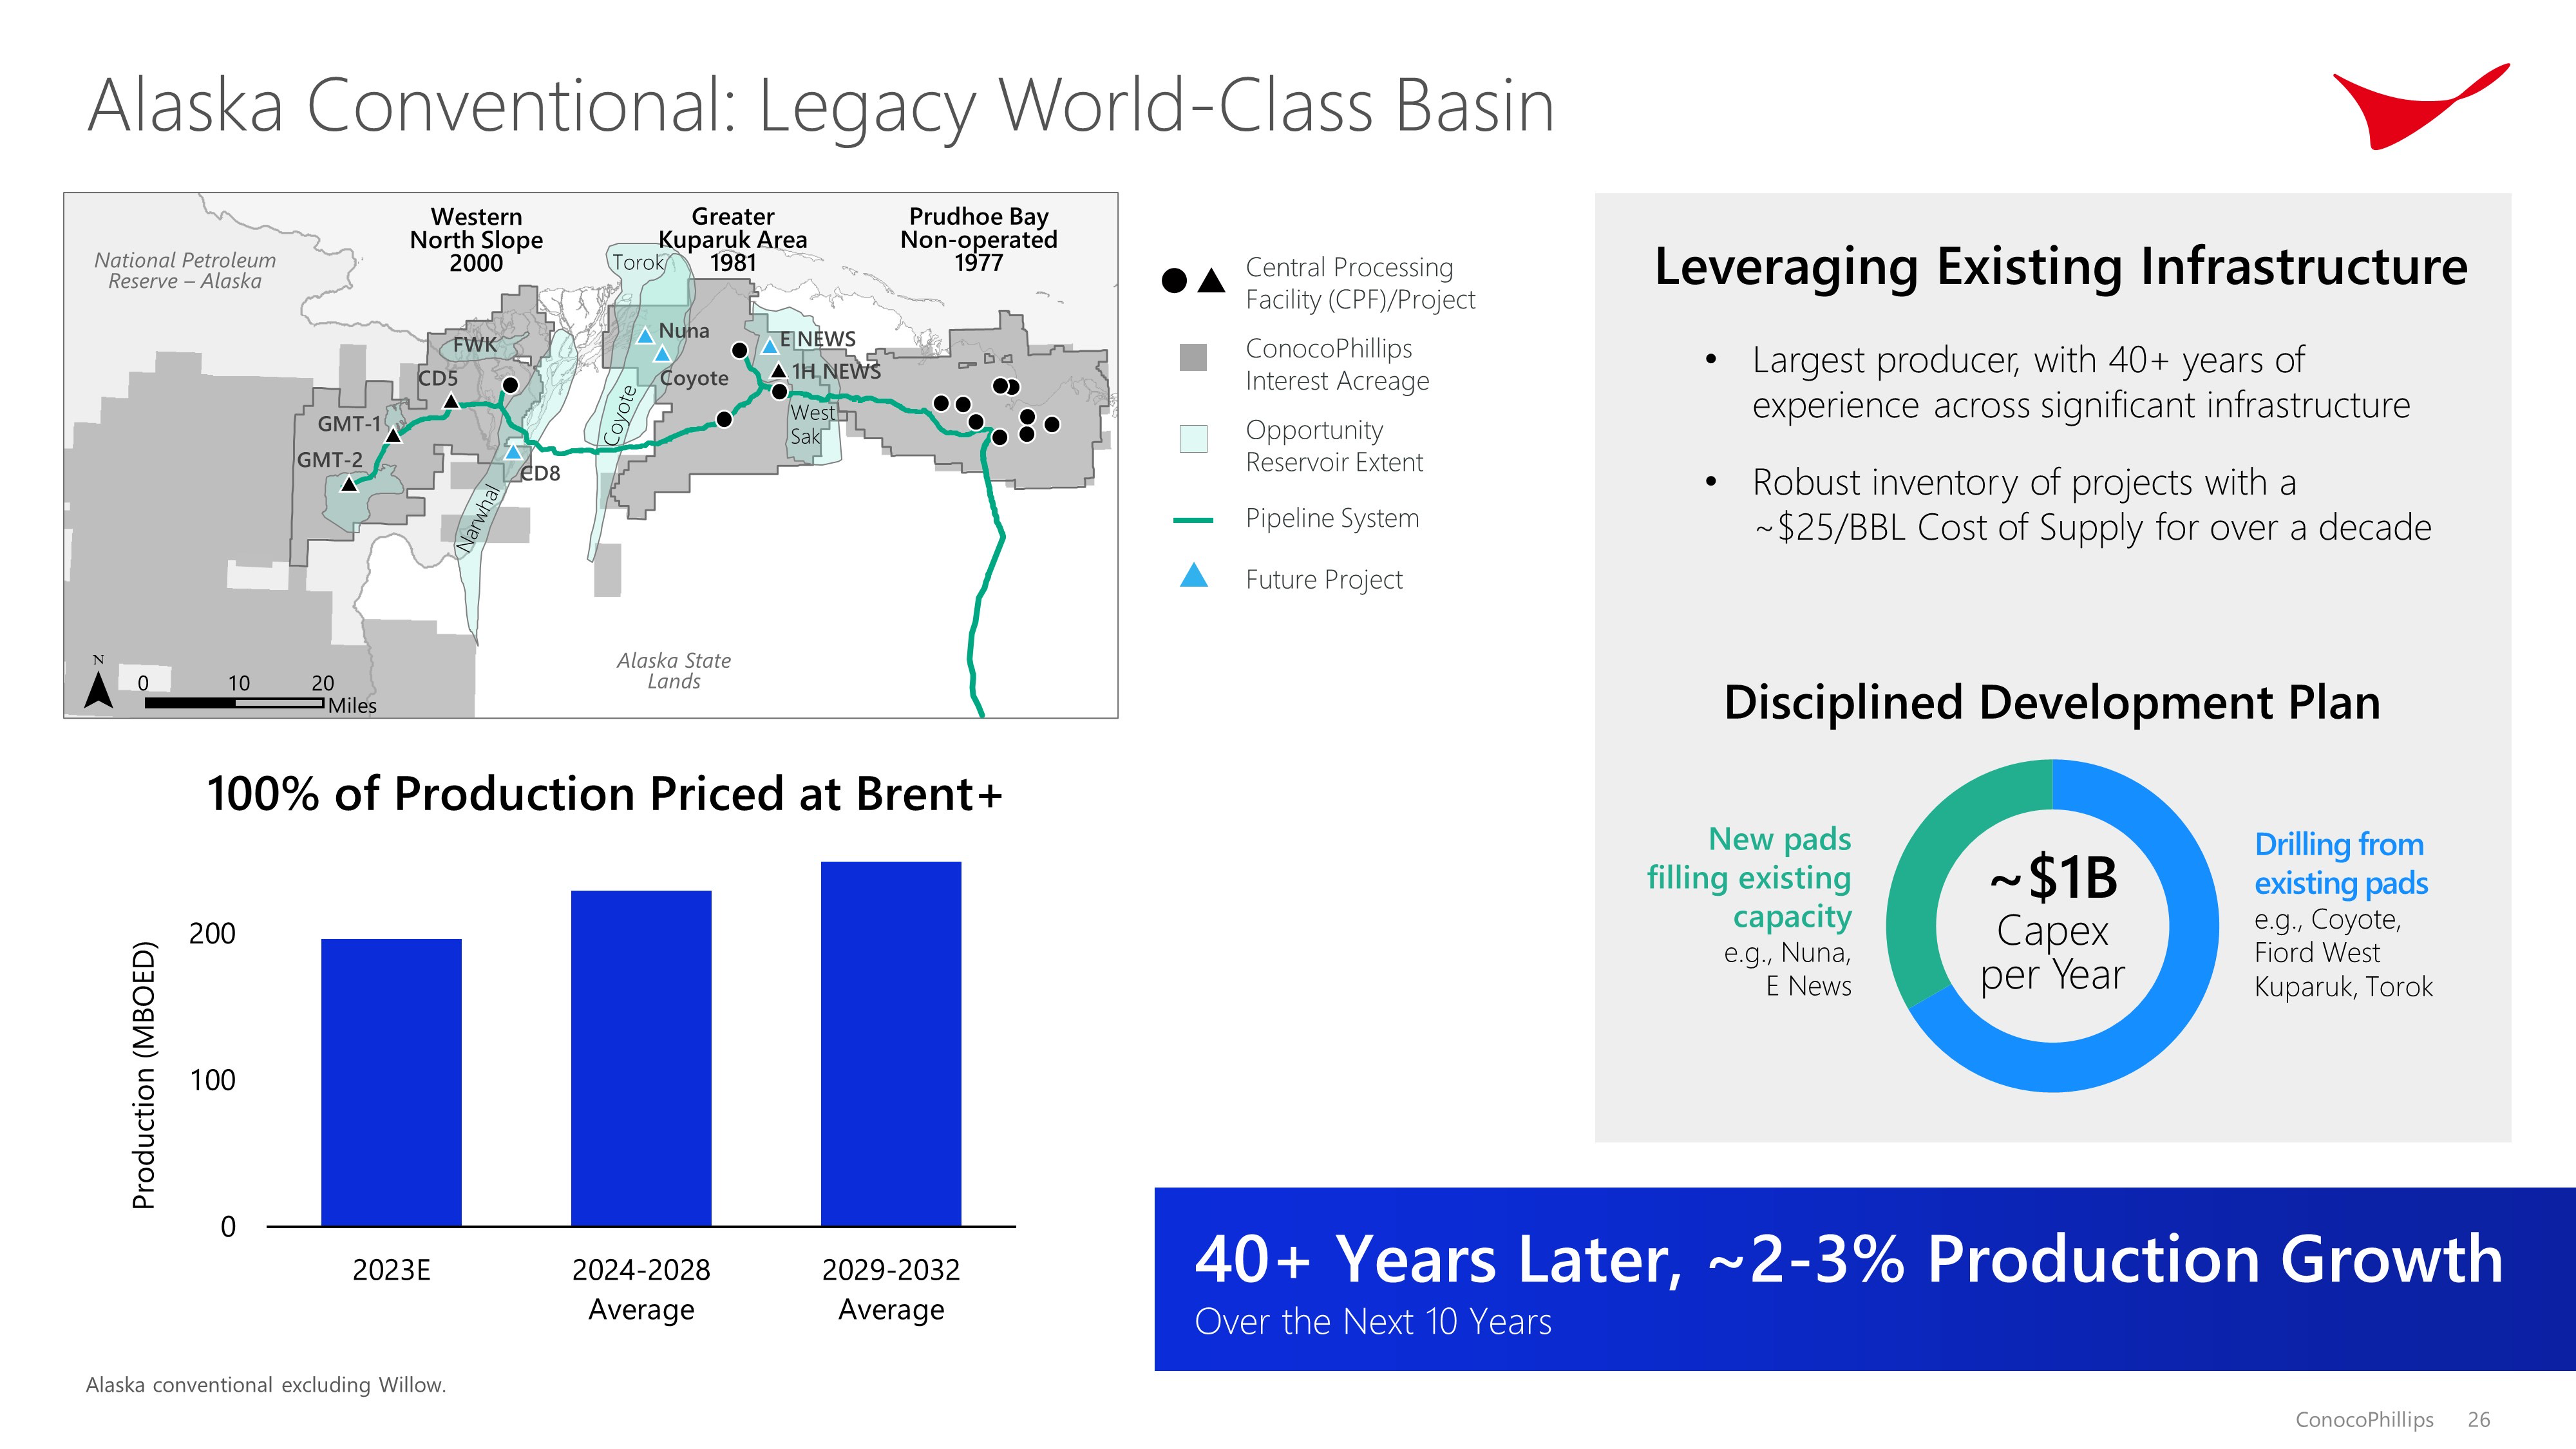 Alaska Conventional: Legacy World-Class Basin
Western
North Slope
2000
Greater
Kuparuk Area
1981
Prudhoe Bay
Non-operated
1977
National Petroleum
Reserve – Alaska
Torok
Nuna
E NEWS
FWK
CD5
Coyote
1H NEWS
GMT-1
Coyote
West
Sak
GMT-2
CD8
Narwhal
Alaska State
Lands
N
0 10 20
Miles
Central Processing
Facility (CPF)/Project
ConocoPhillips
Interest Acreage
Opportunity
Reservoir Extent
Pipeline System
Future Project
Leveraging Existing Infrastructure
• Largest producer, with 40+ years of
experience across significant infrastructure
• Robust inventory of projects with a
~$25/BBL Cost of Supply for over a decade
Disciplined Development Plan
New pads
filling existing
capacity
e.g., Nuna,
E News
~$1B
Capex
per Year
Drilling from
existing pads
e.g., Coyote,
Fiord West
Kuparuk, Torok
100% of Production Priced at Brent+
Production (MBOED)
200
100
0
2023E
2024-2028
Average
2029-2032
Average
40+ Years Later, ~2-3% Production Growth
Over the Next 10 Years
Alaska conventional excluding Willow.
ConocoPhillips 26